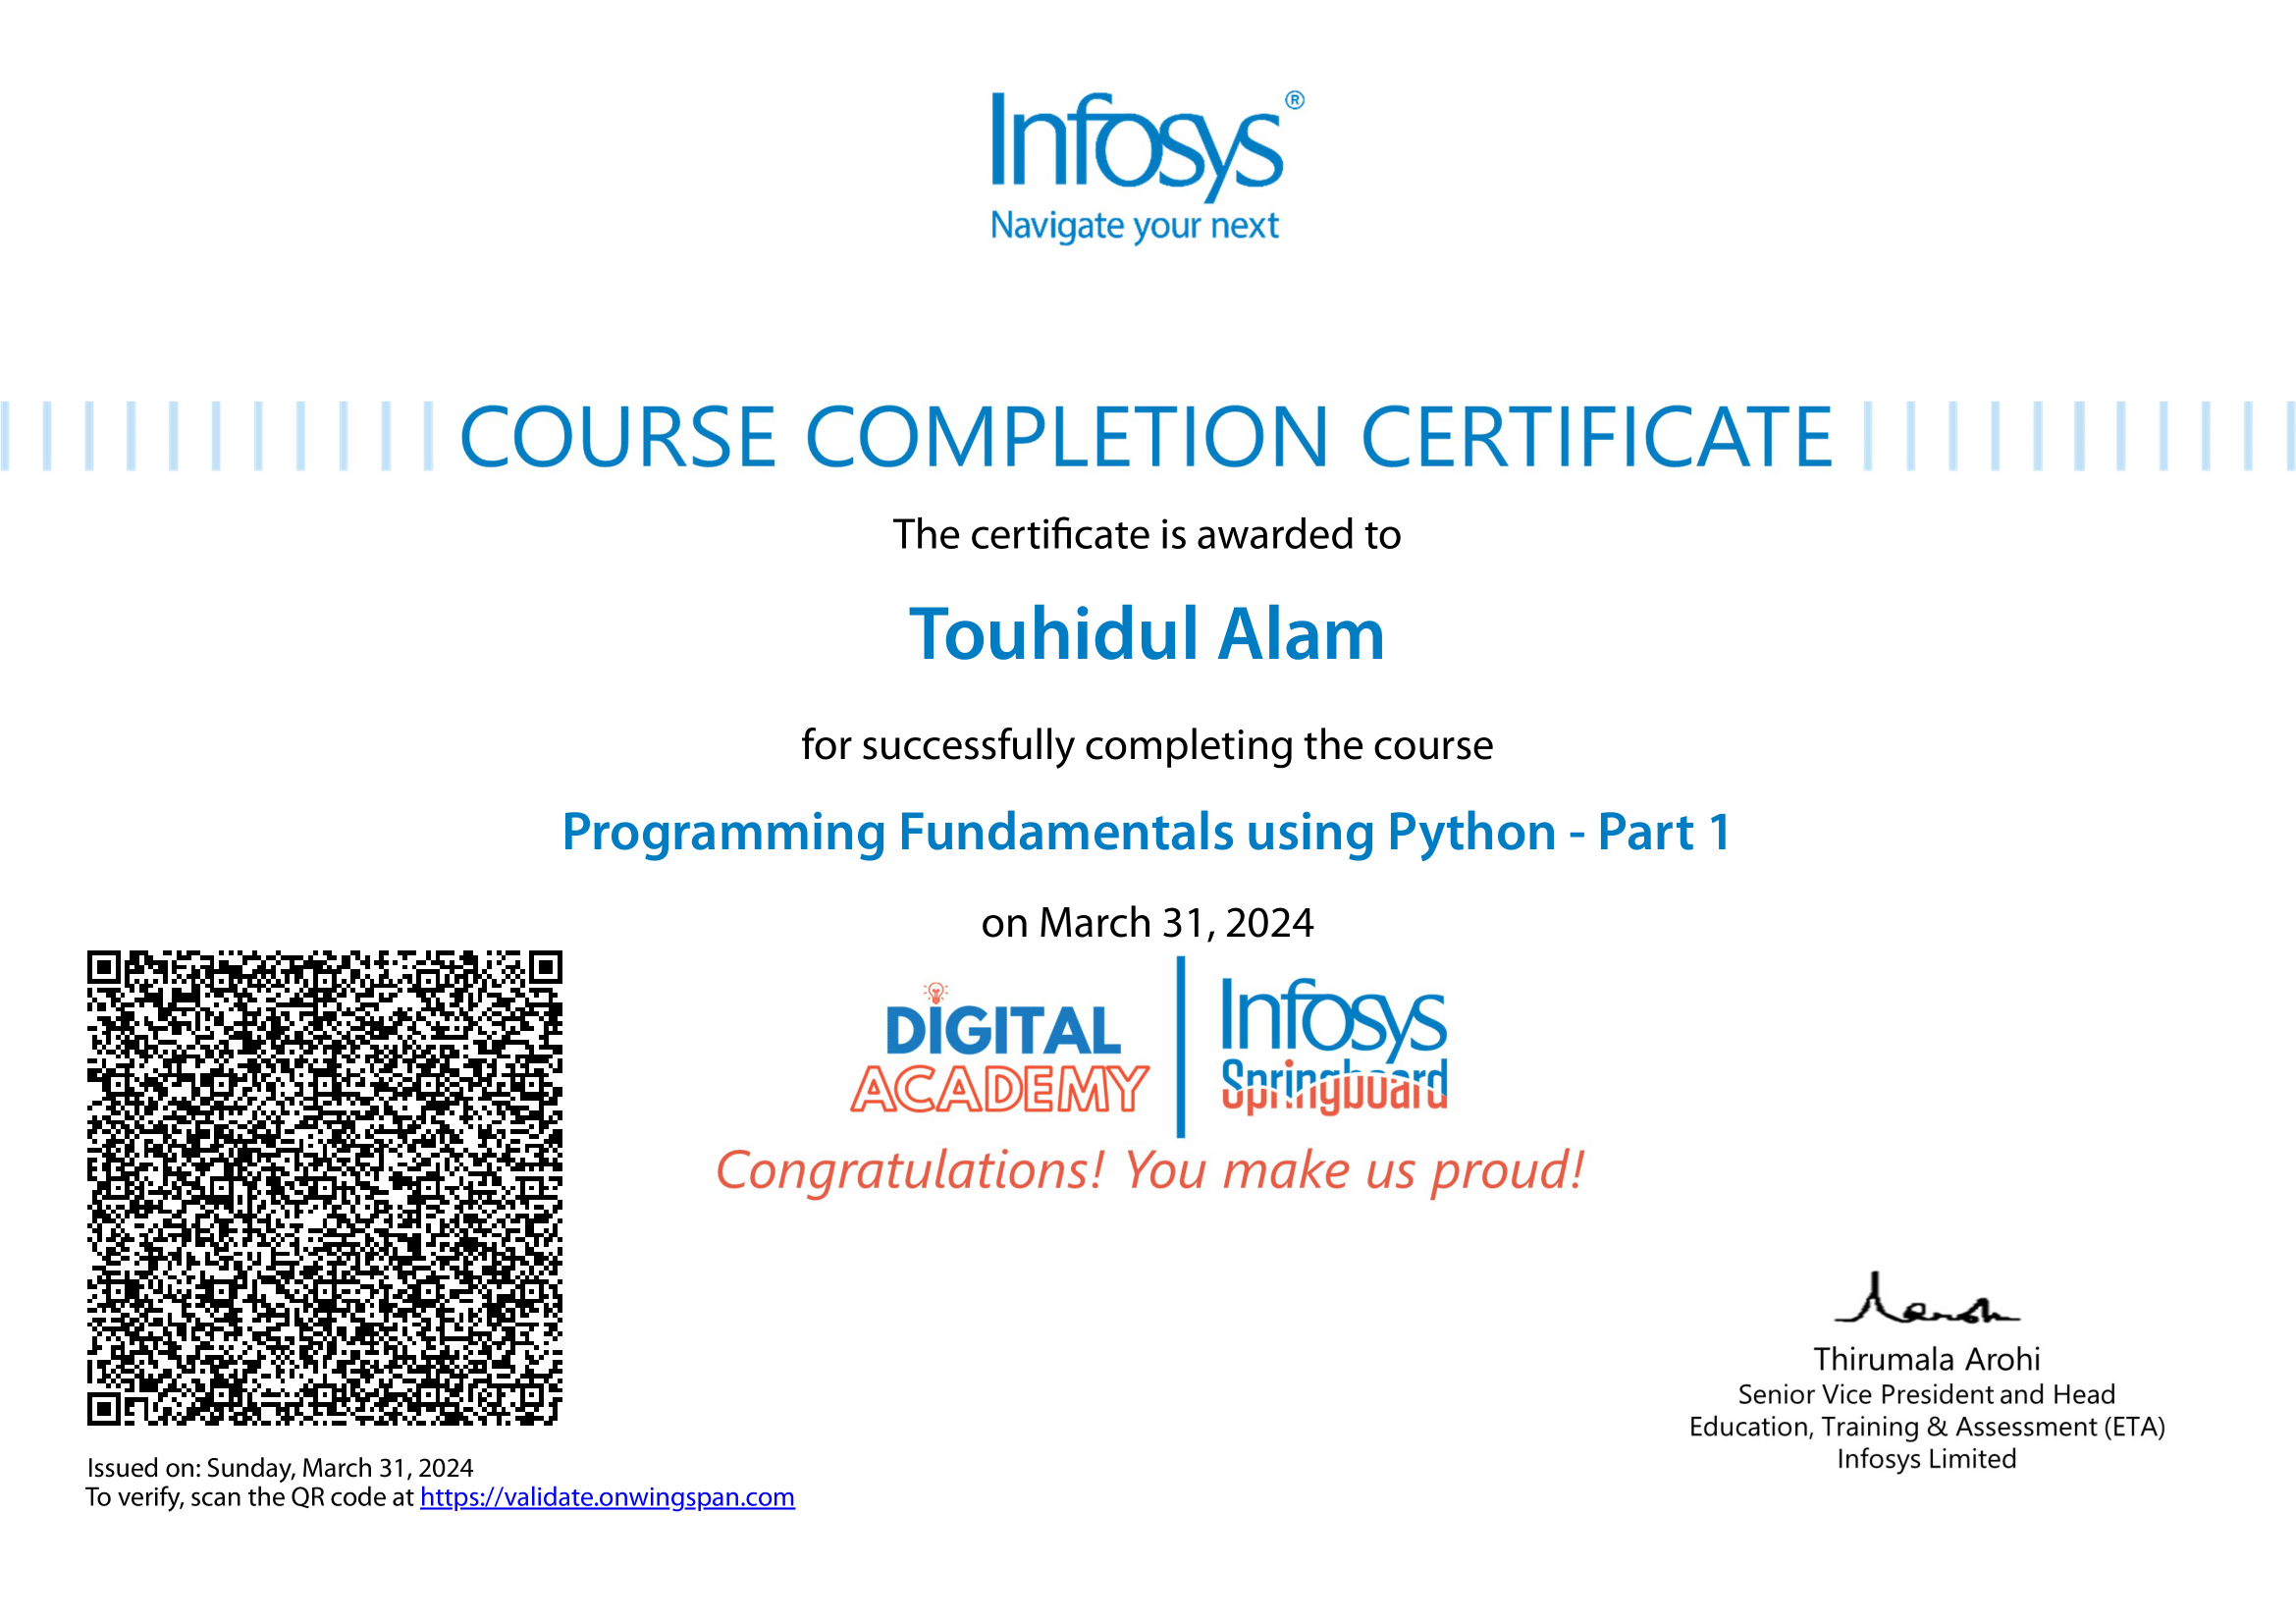 Infosys®
Navigate your next
COURSE COMPLETION CERTIFICATE
The certificate is awarded to
Touhidul Alam
for successfully completing the course
Programming Fundamentals using Python - Part 1
on March 31, 2024
DIGITAL
ACADEMY
Infosys
Springboard
Congratulations! You make us proud!
Thirumala Arohi
Senior Vice President and Head
Education, Training & Assessment (ETA)
Infosys Limited
Issued on: Sunday, March 31, 2024
To verify, scan the QR code at https://validate.onwingspan.com